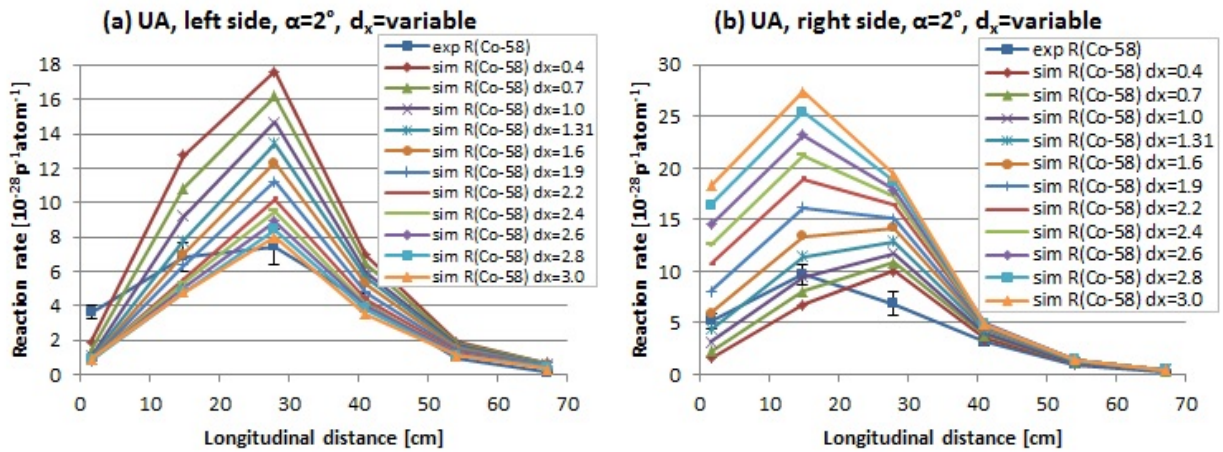 (a) UA, left side, α=2°, dₓ=variable
exp R(Co-58)
sim R(Co-58) dx=0.4
sim R(Co-58) dx=0.7
sim R(Co-58) dx=1.0
sim R(Co-58) dx=1.31
sim R(Co-58) dx=1.6
sim R(Co-58) dx=1.9
sim R(Co-58) dx=2.2
sim R(Co-58) dx=2.4
sim R(Co-58) dx=2.6
sim R(Co-58) dx=2.8
sim R(Co-58) dx=3.0
Reaction rate [10⁻²⁸p⁻¹atom⁻¹]
18
16
14
12
10
8
6
4
2
0
0 10 20 30 40 50 60 70
Longitudinal distance [cm]
(b) UA, right side, α=2°, dₓ=variable
exp R(Co-58)
sim R(Co-58) dx=0.4
sim R(Co-58) dx=0.7
sim R(Co-58) dx=1.0
sim R(Co-58) dx=1.31
sim R(Co-58) dx=1.6
sim R(Co-58) dx=1.9
sim R(Co-58) dx=2.2
sim R(Co-58) dx=2.4
sim R(Co-58) dx=2.6
sim R(Co-58) dx=2.8
sim R(Co-58) dx=3.0
Reaction rate [10⁻²⁸p⁻¹atom⁻¹]
30
25
20
15
10
5
0
0 10 20 30 40 50 60 70
Longitudinal distance [cm]